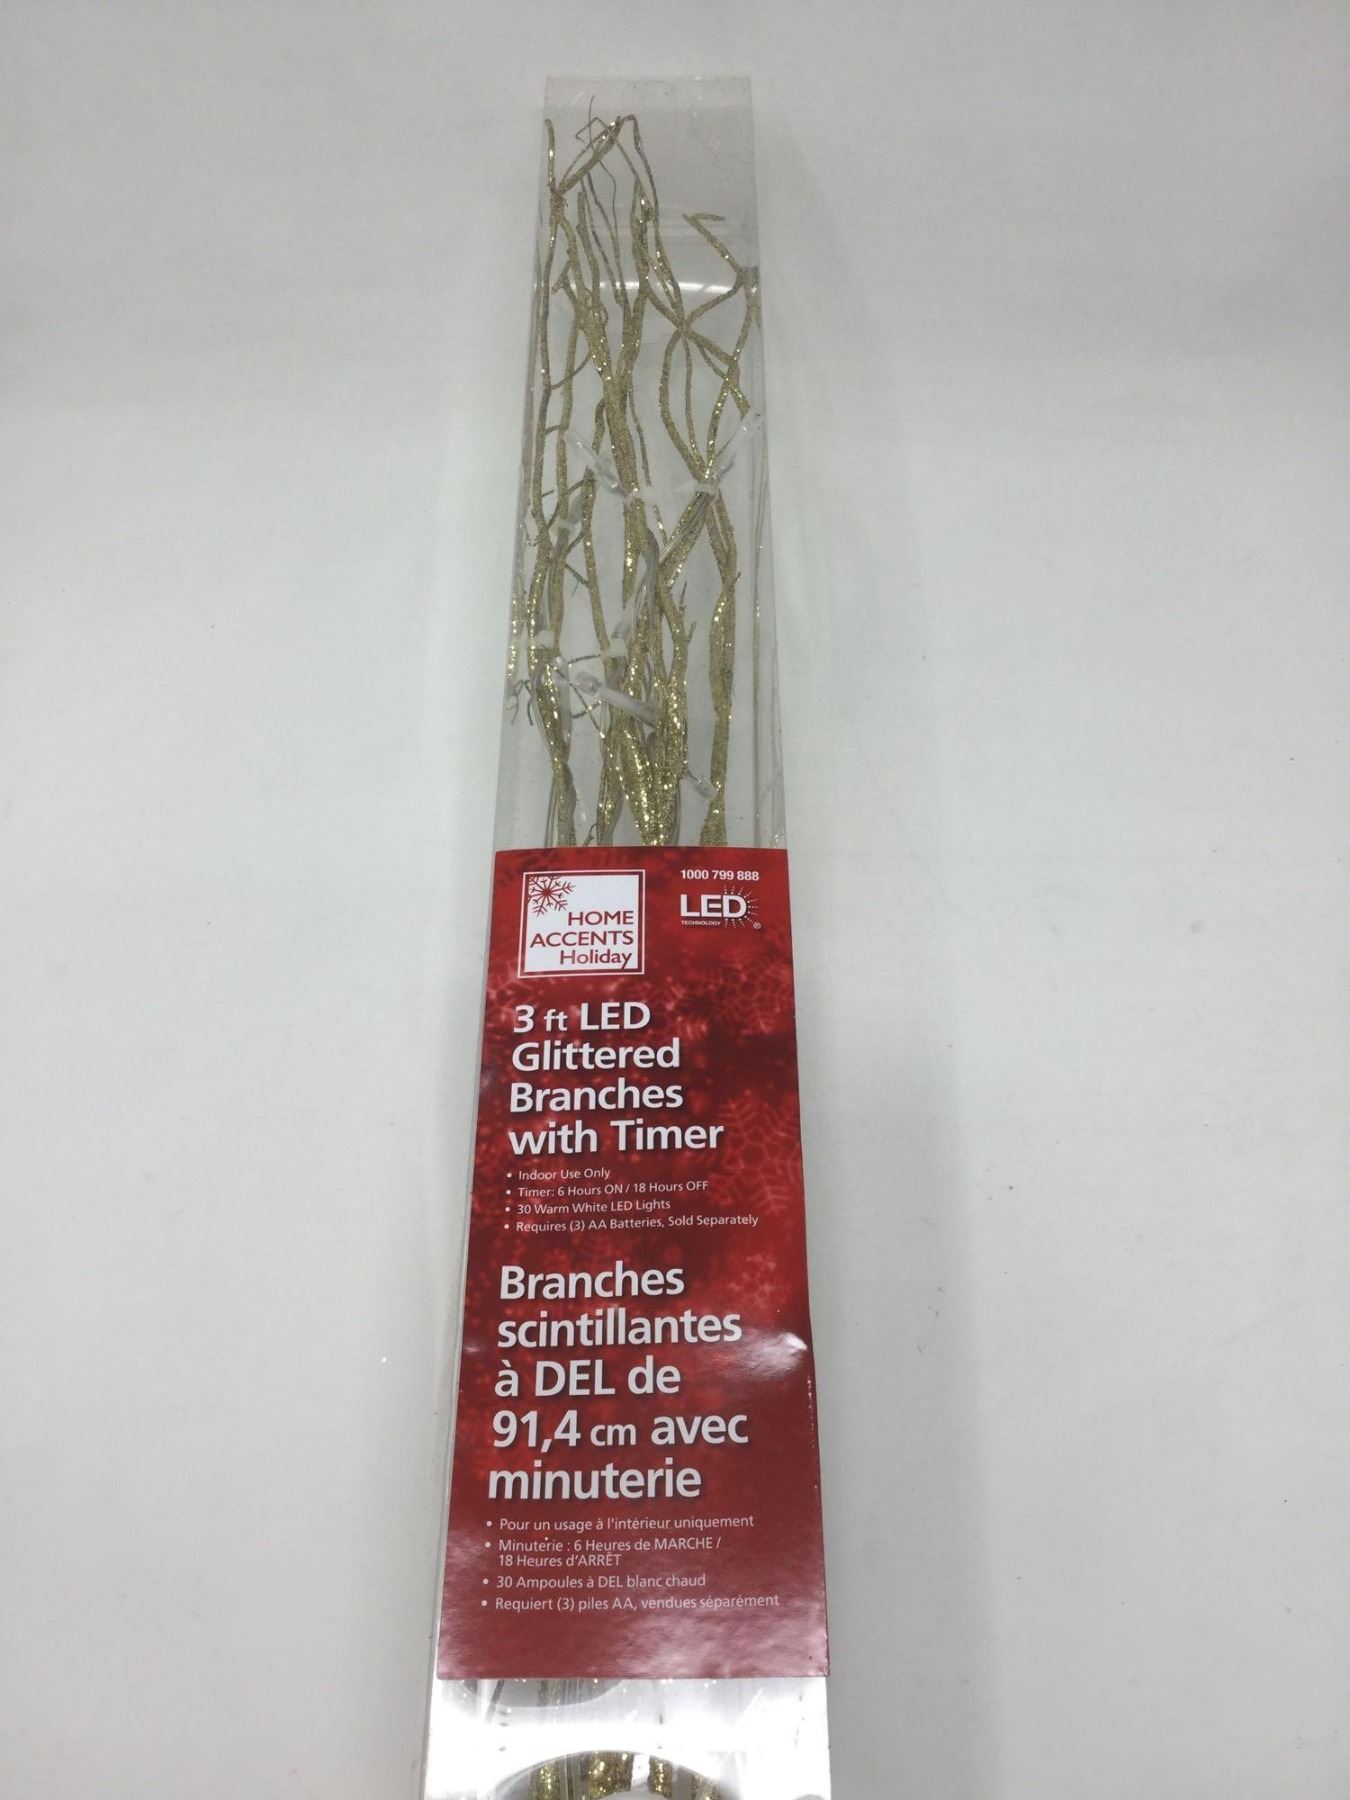 HOME
ACCENTS
Holiday
1000 799 888
LED
TECHNOLOGY
®
3 ft LED
Glittered
Branches
with Timer
• Indoor Use Only
• Timer: 6 Hours ON / 18 Hours OFF
• 30 Warm White LED Lights
• Requires (3) AA Batteries, Sold Separately
Branches
scintillantes
à DEL de
91,4 cm avec
minuterie
• Pour un usage à l'intérieur uniquement
• Minuterie : 6 Heures de MARCHE /
18 Heures d'ARRÊT
• 30 Ampoules à DEL blanc chaud
• Requiert (3) piles AA, vendues séparément